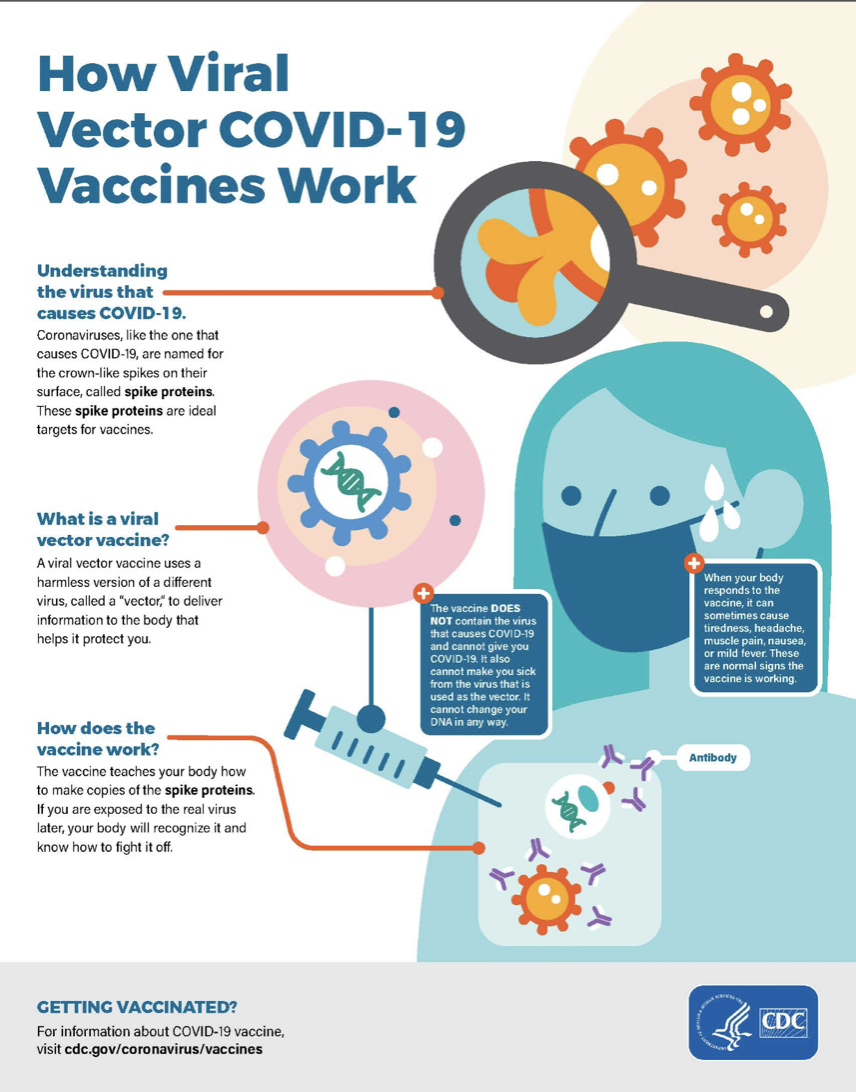 How Viral
Vector COVID-19
Vaccines Work
Understanding
the virus that
causes COVID-19.
Coronaviruses, like the one that
causes COVID-19, are named for
the crown-like spikes on their
surface, called spike proteins.
These spike proteins are ideal
targets for vaccines.
What is a viral
vector vaccine?
A viral vector vaccine uses a
harmless version of a different
virus, called a "vector," to deliver
information to the body that
helps it protect you.
The vaccine DOES
NOT contain the virus
that causes COVID-19
and cannot give you
COVID-19. It also
cannot make you sick
from the virus that is
used as the vector. It
cannot change your
DNA in any way.
When your body
responds to the
vaccine, it can
sometimes cause
tiredness, headache,
muscle pain, nausea,
or mild fever. These
are normal signs the
vaccine is working.
How does the
vaccine work?
The vaccine teaches your body how
to make copies of the spike proteins.
If you are exposed to the real virus
later, your body will recognize it and
know how to fight it off.
Antibody
GETTING VACCINATED?
For information about COVID-19 vaccine,
visit cdc.gov/coronavirus/vaccines
CDC